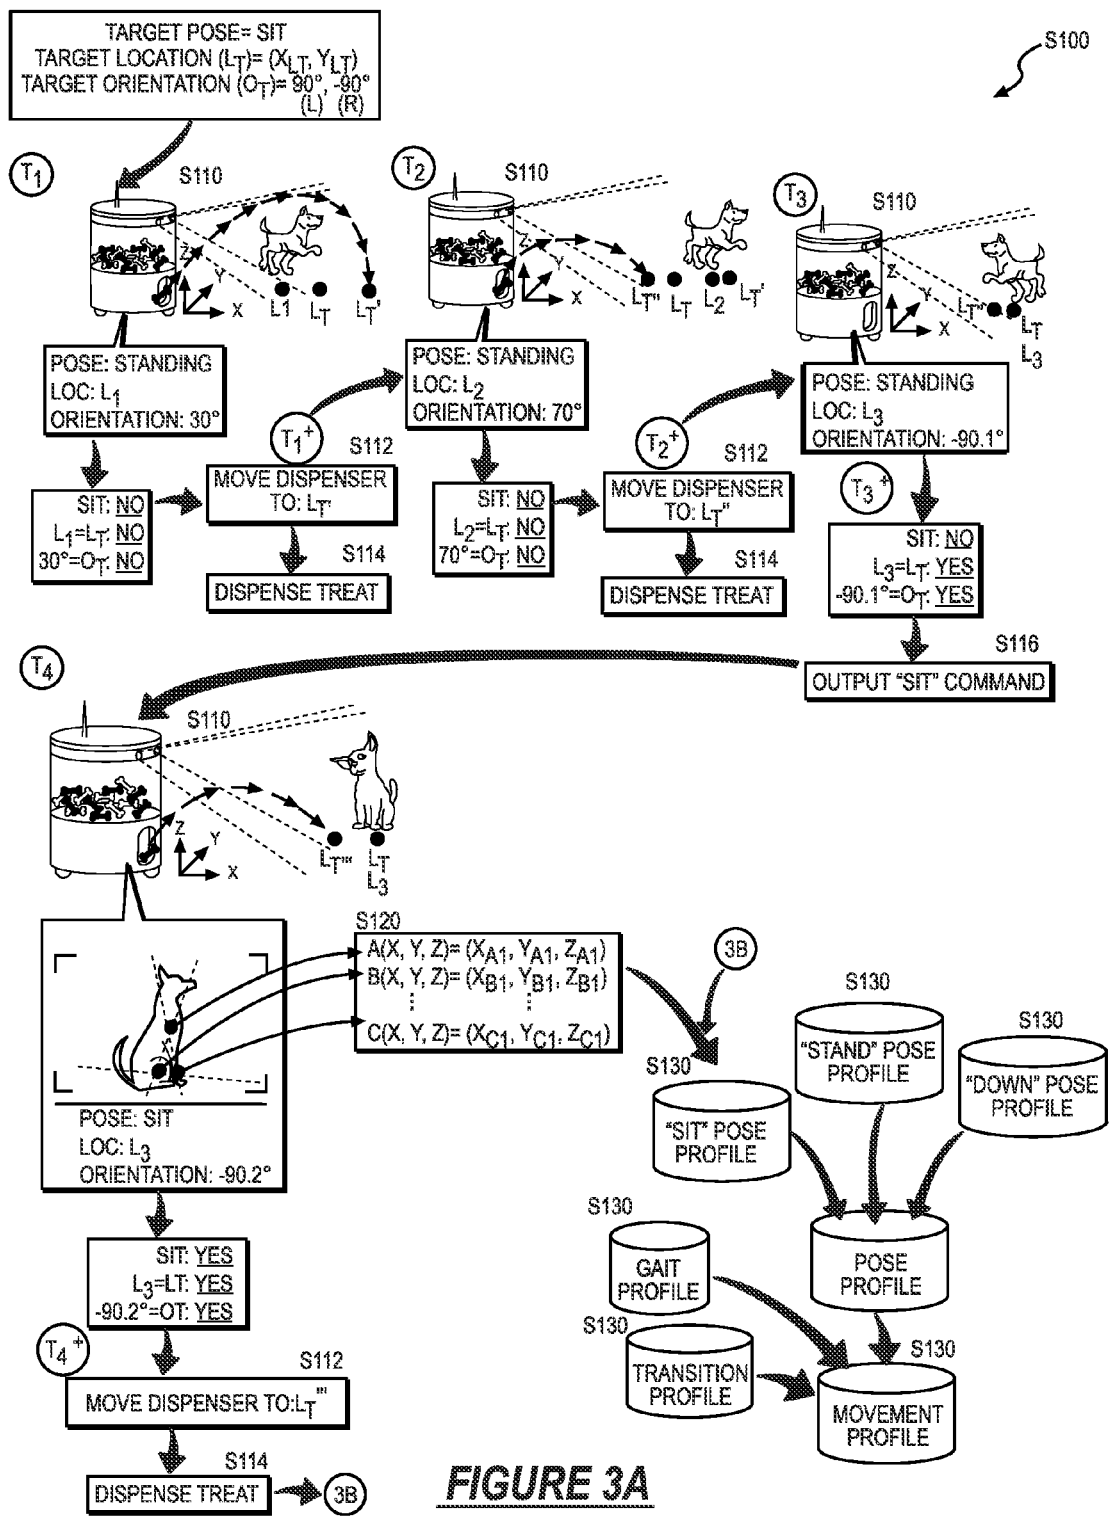 TARGET POSE= SIT
TARGET LOCATION (LT)= (XLT, YLT)
TARGET ORIENTATION (OT)= 90°, -90°
(L) (R)
S100
T1
S110
Z
Y
X
L1
LT
LT'
POSE: STANDING
LOC: L1
ORIENTATION: 30°
SIT: NO
L1=LT: NO
30°=OT: NO
T1+
S112
MOVE DISPENSER
TO: LT'
S114
DISPENSE TREAT
T2
S110
Z
Y
X
LT"
LT
L2
LT'
POSE: STANDING
LOC: L2
ORIENTATION: 70°
SIT: NO
L2=LT: NO
70°=OT: NO
T2+
S112
MOVE DISPENSER
TO: LT"
S114
DISPENSE TREAT
T3
S110
Z
Y
X
LT"
LT
L3
POSE: STANDING
LOC: L3
ORIENTATION: -90.1°
T3+
SIT: NO
L3=LT: YES
-90.1°=OT: YES
S116
OUTPUT "SIT" COMMAND
T4
S110
Z
Y
X
LT'''
LT
L3
POSE: SIT
LOC: L3
ORIENTATION: -90.2°
SIT: YES
L3=LT: YES
-90.2°=OT: YES
T4+
S112
MOVE DISPENSER TO:LT'''
S114
DISPENSE TREAT
3B
S120
A(X, Y, Z)= (XA1, YA1, ZA1)
B(X, Y, Z)= (XB1, YB1, ZB1)
C(X, Y, Z)= (XC1, YC1, ZC1)
3B
S130
"SIT" POSE
PROFILE
S130
"STAND" POSE
PROFILE
S130
"DOWN" POSE
PROFILE
POSE
PROFILE
S130
GAIT
PROFILE
S130
TRANSITION
PROFILE
S130
MOVEMENT
PROFILE
FIGURE 3A